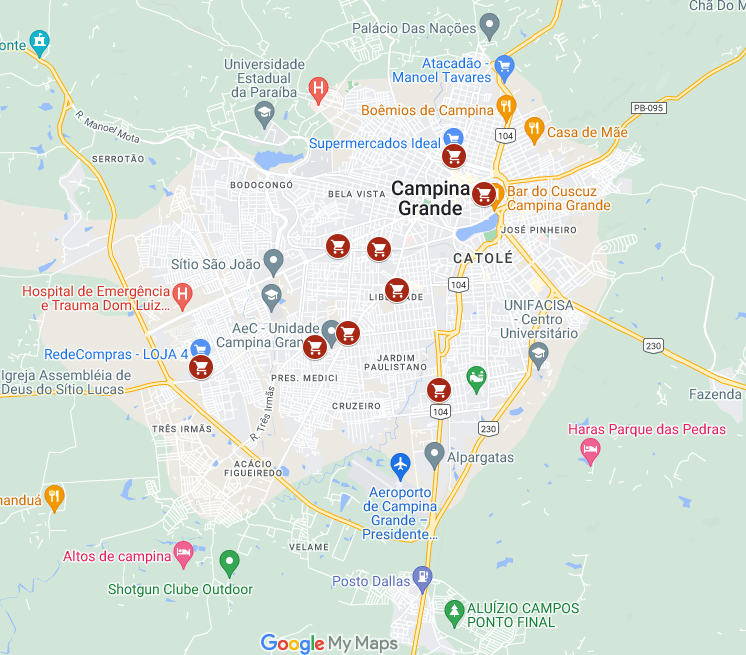 Chã Do M
Palácio Das Nações
onte
Universidade
Estadual
da Paraíba
H
Atacadão -
Manoel Tavares
Boêmios de Campina
PB-095
R. Manoel Mota
104
Casa de Mãe
Supermercados Ideal
SERROTÃO
BODOCONGÓ
BELA VISTA
Campina
Grande
Bar do Cuscuz
Campina Grande
JOSÉ PINHEIRO
Sítio São João
CATOLÉ
104
Hospital de Emergência
e Trauma Dom Luiz...
H
LIBERDADE
UNIFACISA -
Centro
Universitário
AeC - Unidade
Campina Gran
230
RedeCompras - LOJA 4
Igreja Assembléia de
Deus do Sítio Lucas
JARDIM
PAULISTANO
PRES. MEDICI
Fazenda
R. Três Irmãs
CRUZEIRO
104
TRÊS IRMÃS
230
Haras Parque das Pedras
ACÁCIO
FIGUEIREDO
Alpargatas
nanduá
Aeroporto
de Campina
Grande –
Presidente...
VELAME
Altos de campina
Shotgun Clube Outdoor
Posto Dallas
ALUÍZIO CAMPOS
PONTO FINAL
Google My Maps